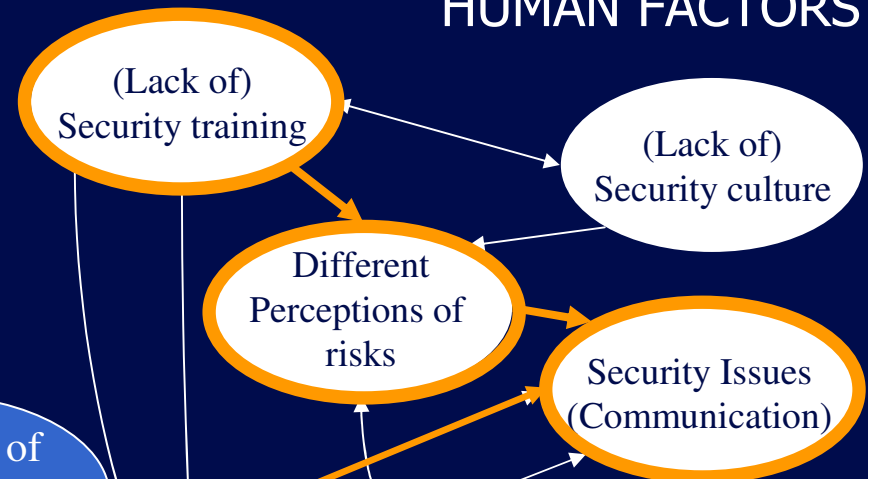 HUMAN FACTORS
(Lack of)
Security training
(Lack of)
Security culture
Different
Perceptions of
risks
Security Issues
(Communication)
of